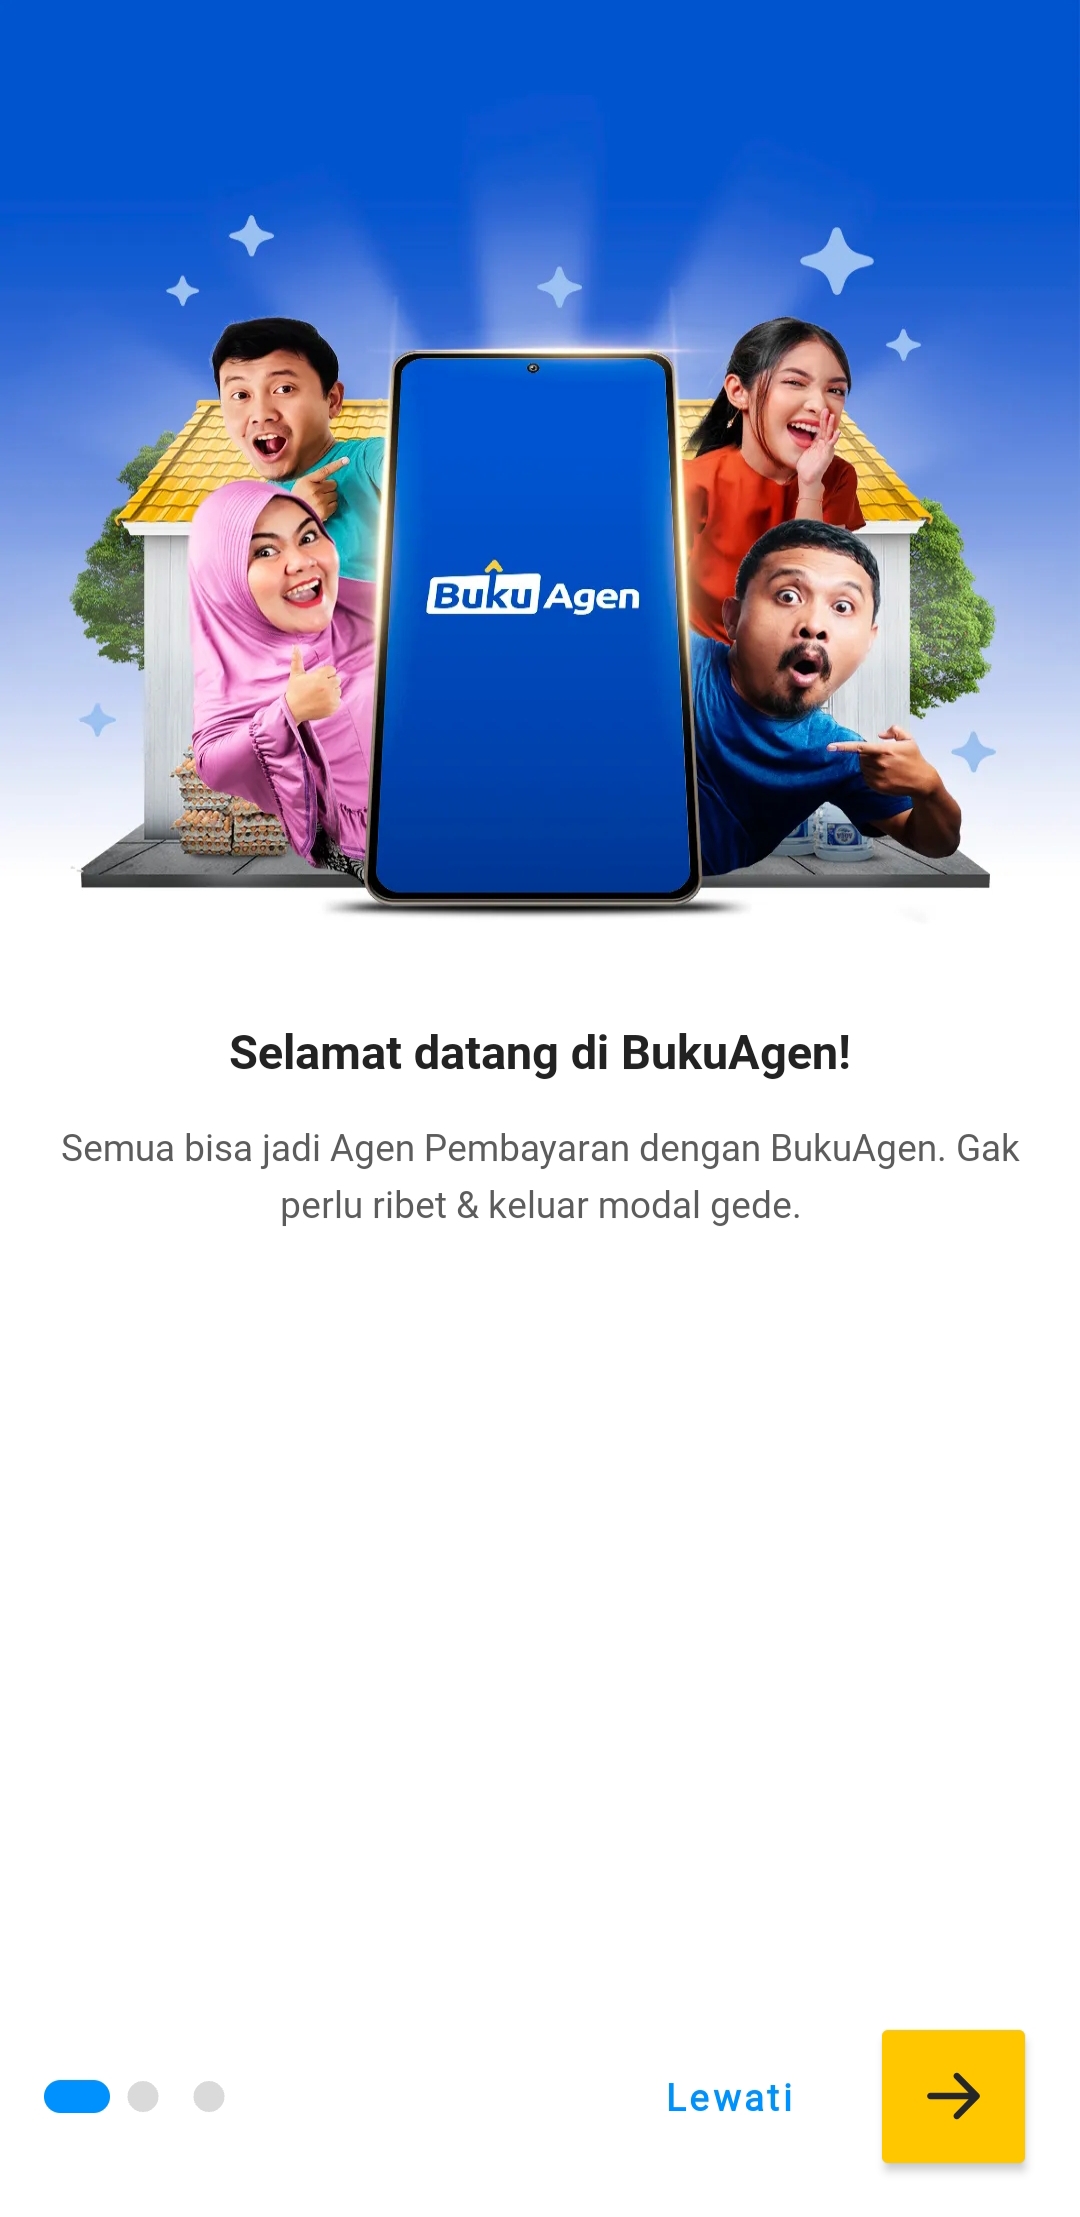 Buku Agen
Selamat datang di BukuAgen!
Semua bisa jadi Agen Pembayaran dengan BukuAgen. Gak
perlu ribet & keluar modal gede.
Lewati